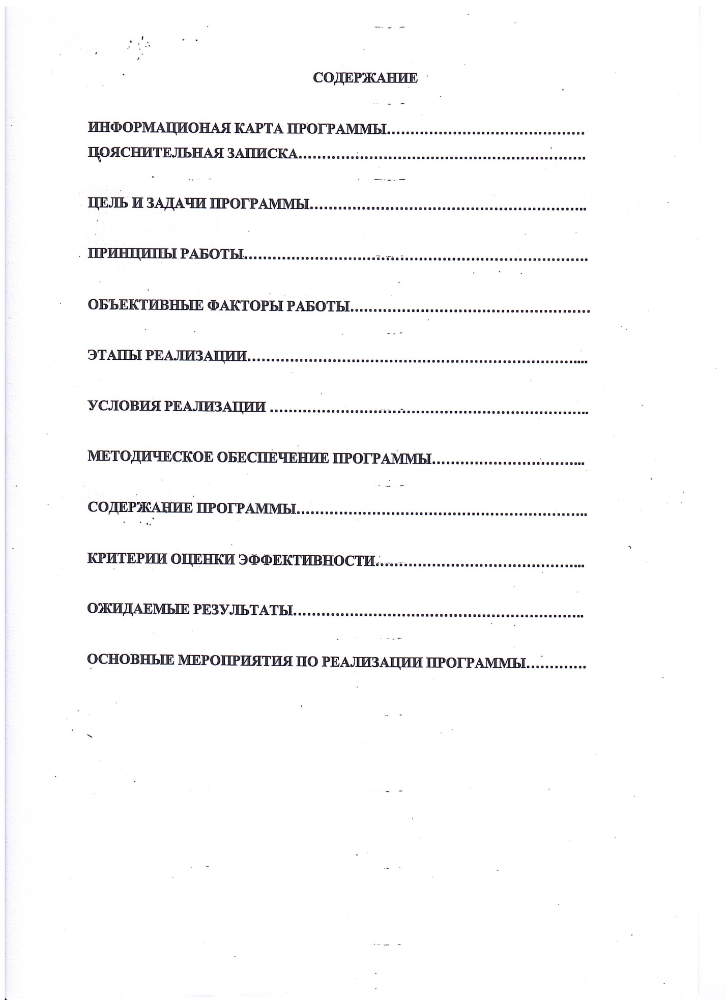 СОДЕРЖАНИЕ
ИНФОРМАЦИОНАЯ КАРТА ПРОГРАММЫ……………………………………
ПОЯСНИТЕЛЬНАЯ ЗАПИСКА……………………………………………………
ЦЕЛЬ И ЗАДАЧИ ПРОГРАММЫ…………………………………………………..
ПРИНЦИПЫ РАБОТЫ………………………………………………………………
ОБЪЕКТИВНЫЕ ФАКТОРЫ РАБОТЫ……………………………………………
ЭТАПЫ РЕАЛИЗАЦИИ……………………………………………………………...
УСЛОВИЯ РЕАЛИЗАЦИИ …………………………………………………………..
МЕТОДИЧЕСКОЕ ОБЕСПЕЧЕНИЕ ПРОГРАММЫ…………………………...
СОДЕРЖАНИЕ ПРОГРАММЫ……………………………………………………..
КРИТЕРИИ ОЦЕНКИ ЭФФЕКТИВНОСТИ……………………………………...
ОЖИДАЕМЫЕ РЕЗУЛЬТАТЫ……………………………………………………..
ОСНОВНЫЕ МЕРОПРИЯТИЯ ПО РЕАЛИЗАЦИИ ПРОГРАММЫ………….